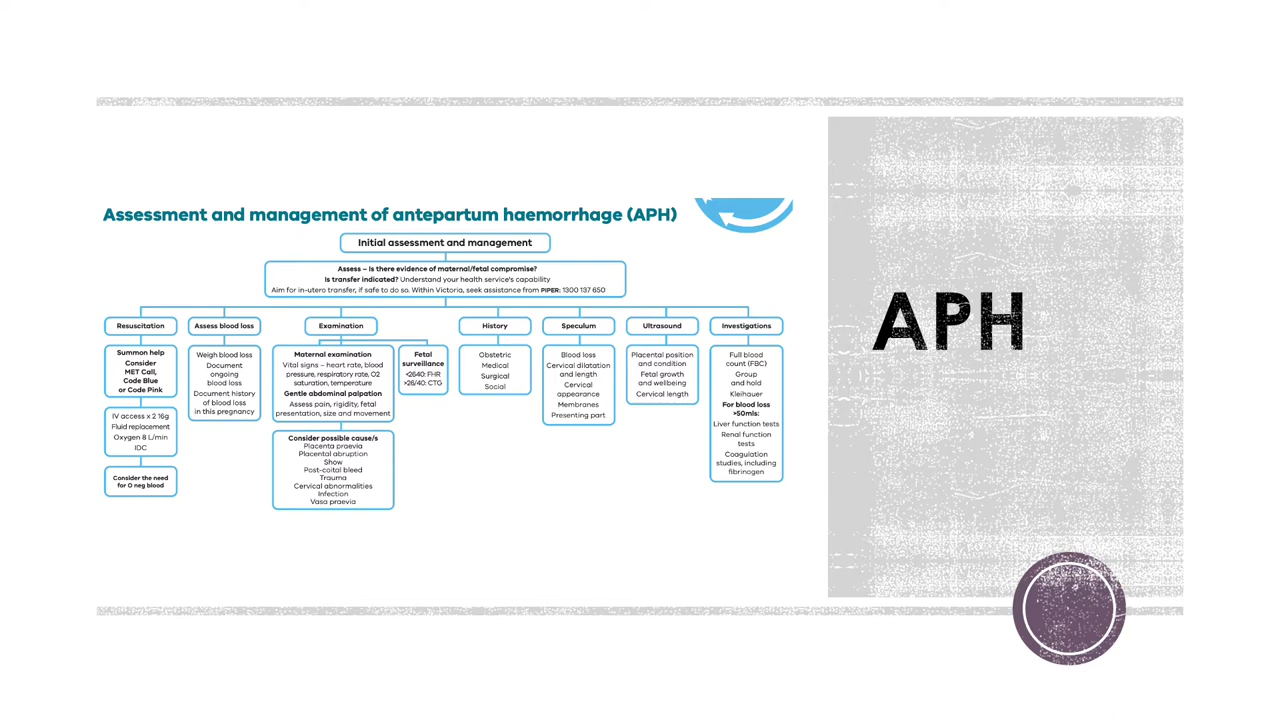 Assessment and management of antepartum haemorrhage (APH)
Initial assessment and management
Assess – Is there evidence of maternal/fetal compromise?
Is transfer indicated? Understand your health service's capability
Aim for in-utero transfer, if safe to do so. Within Victoria, seek assistance from PIPER: 1300 137 650
Resuscitation
Summon help
Consider
MET Call,
Code Blue
or Code Pink
IV access x 2 16g
Fluid replacement
Oxygen 8 L/min
IDC
Consider the need
for O neg blood
Assess blood loss
Weigh blood loss
Document
ongoing
blood loss
Document history
of blood loss
in this pregnancy
Examination
Maternal examination
Vital signs – heart rate, blood
pressure, respiratory rate, O2
saturation, temperature
Gentle abdominal palpation
Assess pain, rigidity, fetal
presentation, size and movement
Consider possible cause/s
Placenta praevia
Placental abruption
Show
Post-coital bleed
Trauma
Cervical abnormalities
Infection
Vasa praevia
Fetal
surveillance
<2640: FHR
>26/40: CTG
History
Obstetric
Medical
Surgical
Social
Speculum
Blood loss
Cervical dilatation
and length
Cervical
appearance
Membranes
Presenting part
Ultrasound
Placental position
and condition
Fetal growth
and wellbeing
Cervical length
Investigations
Full blood
count (FBC)
Group
and hold
Kleihauer
For blood loss
>50mls:
Liver function tests
Renal function
tests
Coagulation
studies, including
fibrinogen
APH